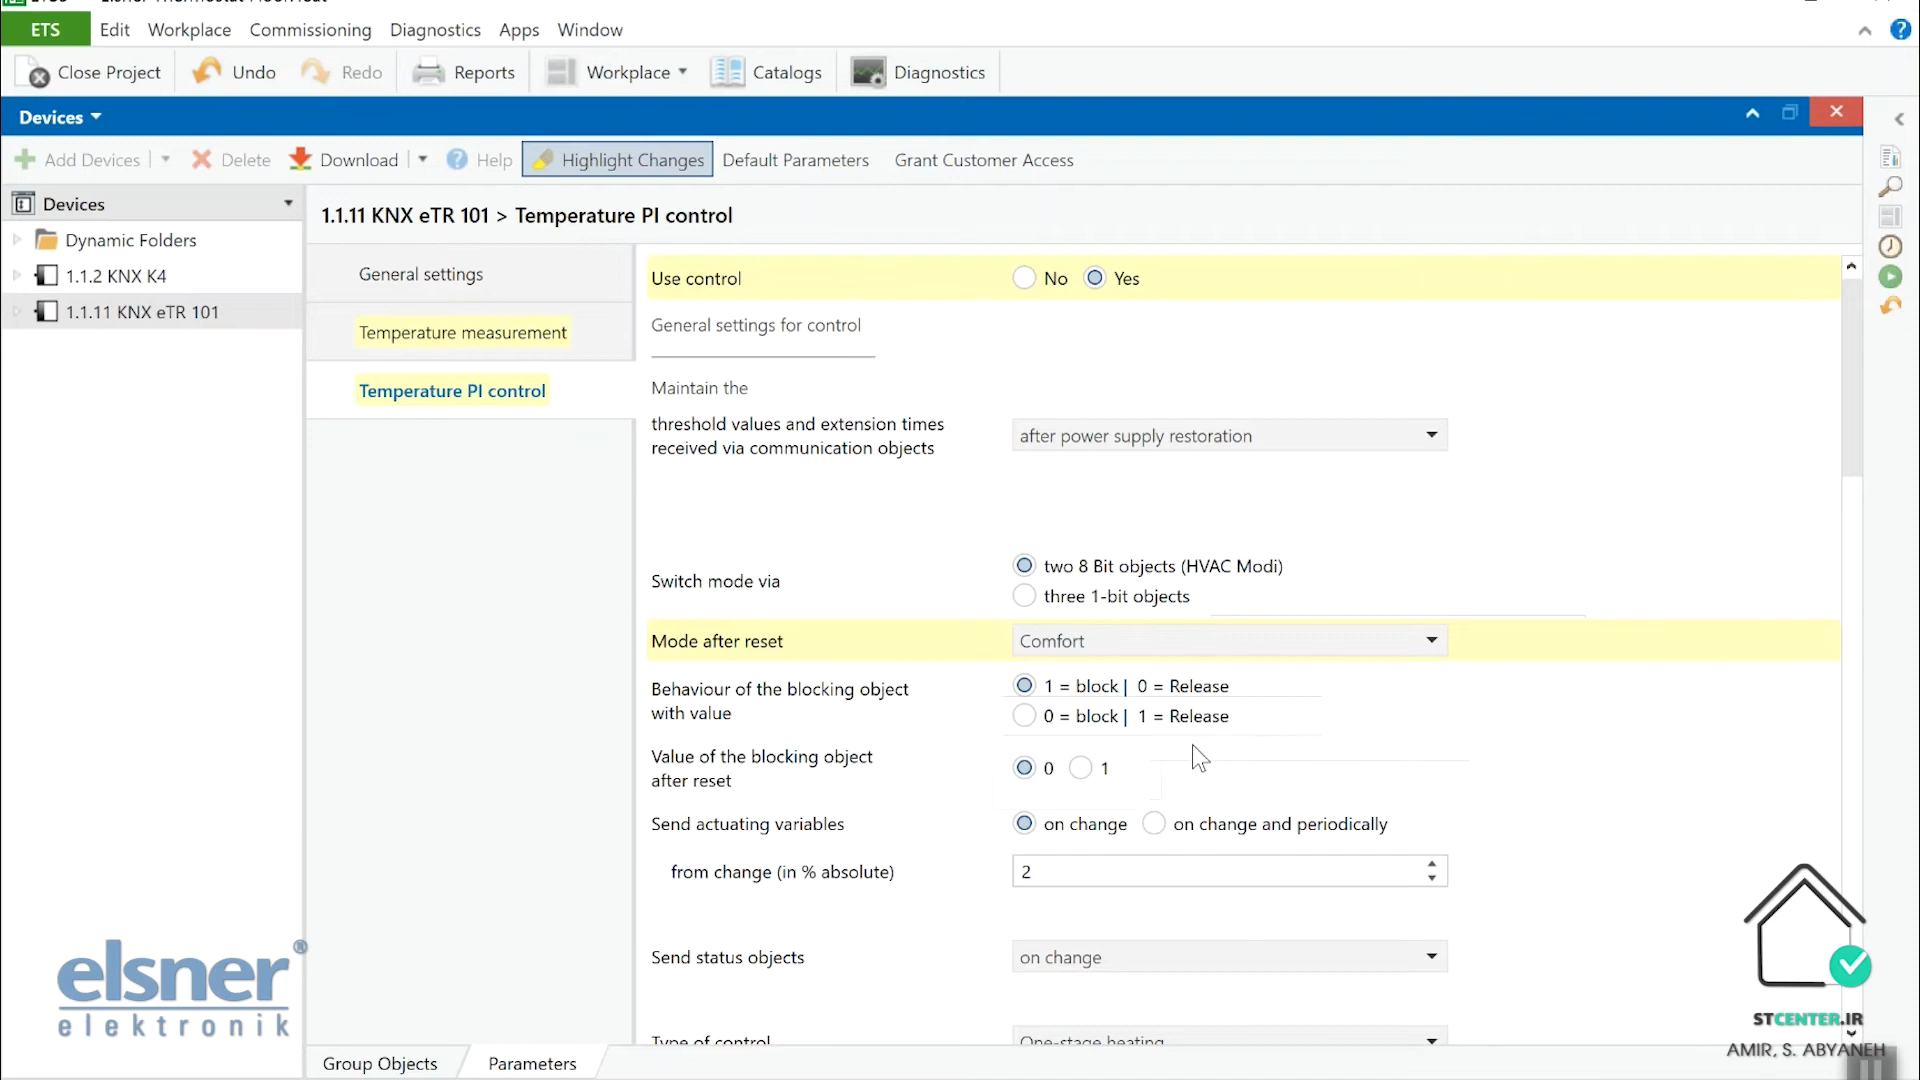 ETS
Edit
Workplace
Commissioning
Diagnostics
Apps
Window
Close Project
Undo
Redo
Reports
Workplace
Catalogs
Diagnostics
Devices
Add Devices
Delete
Download
Help
Highlight Changes
Default Parameters
Grant Customer Access
Devices
Dynamic Folders
1.1.2 KNX K4
1.1.11 KNX eTR 101
1.1.11 KNX eTR 101 > Temperature PI control
General settings
Temperature measurement
Temperature PI control
Use control
No
Yes
General settings for control
Maintain the
threshold values and extension times
received via communication objects
after power supply restoration
Switch mode via
two 8 Bit objects (HVAC Modi)
three 1-bit objects
Mode after reset
Comfort
Behaviour of the blocking object
with value
1 = block | 0 = Release
0 = block | 1 = Release
Value of the blocking object
after reset
0
1
Send actuating variables
on change
on change and periodically
from change (in % absolute)
2
Send status objects
on change
Type of control
One-stage heating
Group Objects
Parameters
elsner®
elektronik
STCENTER.IR
AMIR, S. ABYANEH